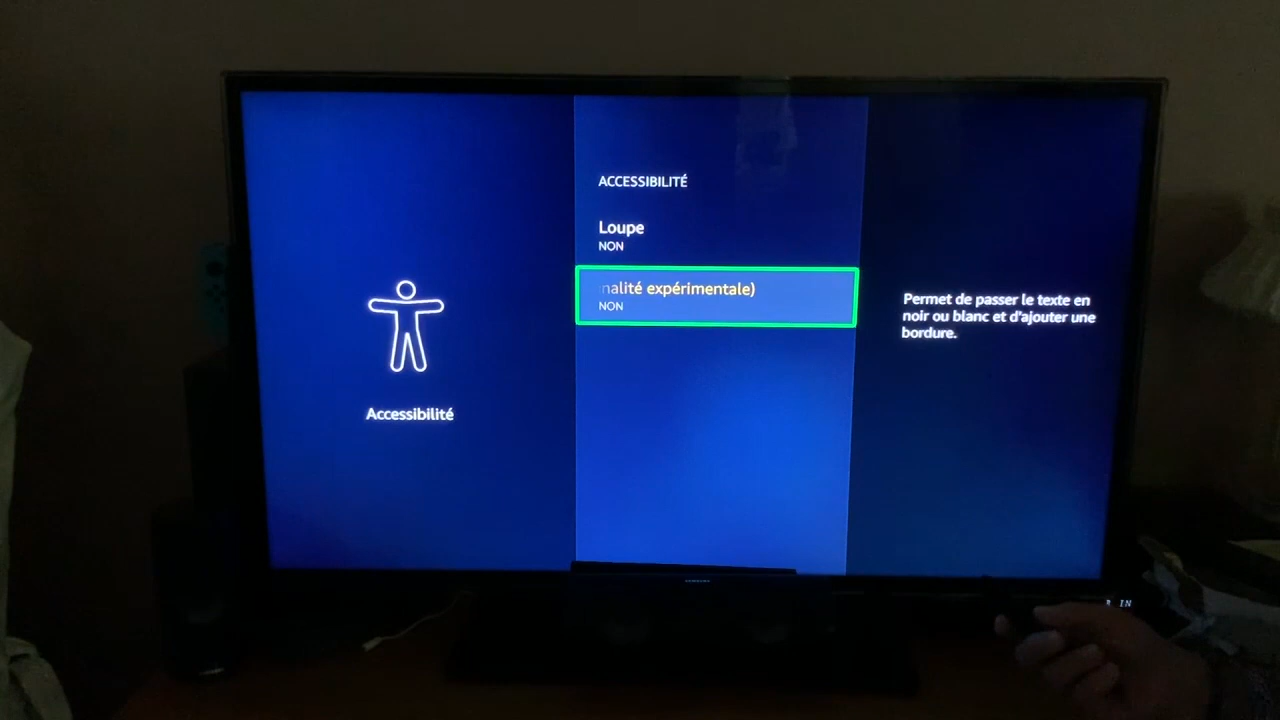 ACCESSIBILITÉ
Loupe
NON
nalité expérimentale)
NON
Accessibilité
Permet de passer le texte en
noir ou blanc et d'ajouter une
bordure.
IN